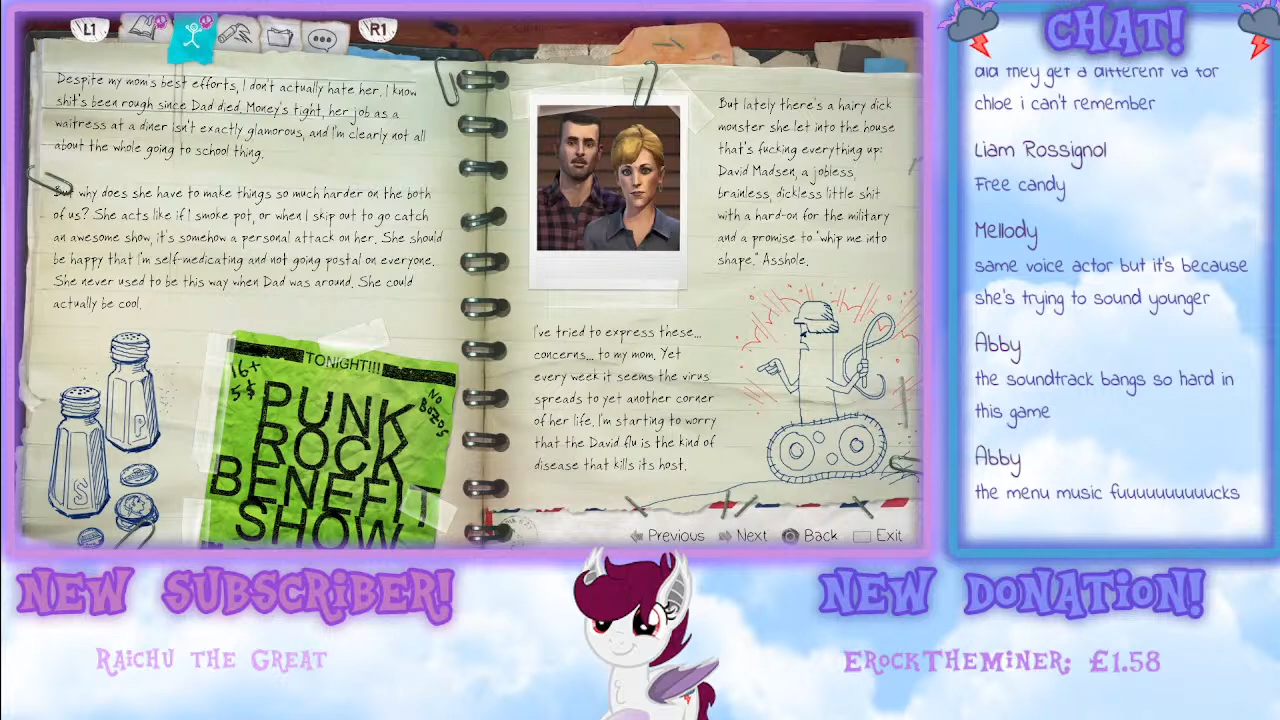 L1
R1
Despite my mom's best efforts, I don't actually hate her. I know
shit's been rough since Dad died. Money's tight, her job as a
waitress at a diner isn't exactly glamorous, and I'm clearly not all
about the whole going to school thing.
But why does she have to make things so much harder on the both
of us? She acts like if I smoke pot, or when I skip out to go catch
an awesome show, it's somehow a personal attack on her. She should
be happy that I'm self-medicating and not going postal on everyone.
She never used to be this way when Dad was around. She could
actually be cool.
P
S
TONIGHT!!!
16+
5$
NO
BOZOS
PUNK
ROCK
BENEFIT
SHOW
But lately there's a hairy dick
monster she let into the house
that's fucking everything up:
David Madsen, a jobless,
brainless, dickless little shit
with a hard-on for the military
and a promise to "whip me into
shape." Asshole.
I've tried to express these...
concerns... to my mom. Yet
every week it seems the virus
spreads to yet another corner
of her life. I'm starting to worry
that the David flu is the kind of
disease that kills its host.
Previous
Next
Back
Exit
CHAT!
did they get a different va for
chloe i can't remember
Liam Rossignol
Free candy
Mellody
same voice actor but it's because
she's trying to sound younger
Abby
the soundtrack bangs so hard in
this game
Abby
the menu music fuuuuuuuuuucks
NEW SUBSCRIBER!
RAICHU THE GREAT
NEW DONATION!
EROCKTHEMINER: £1.58